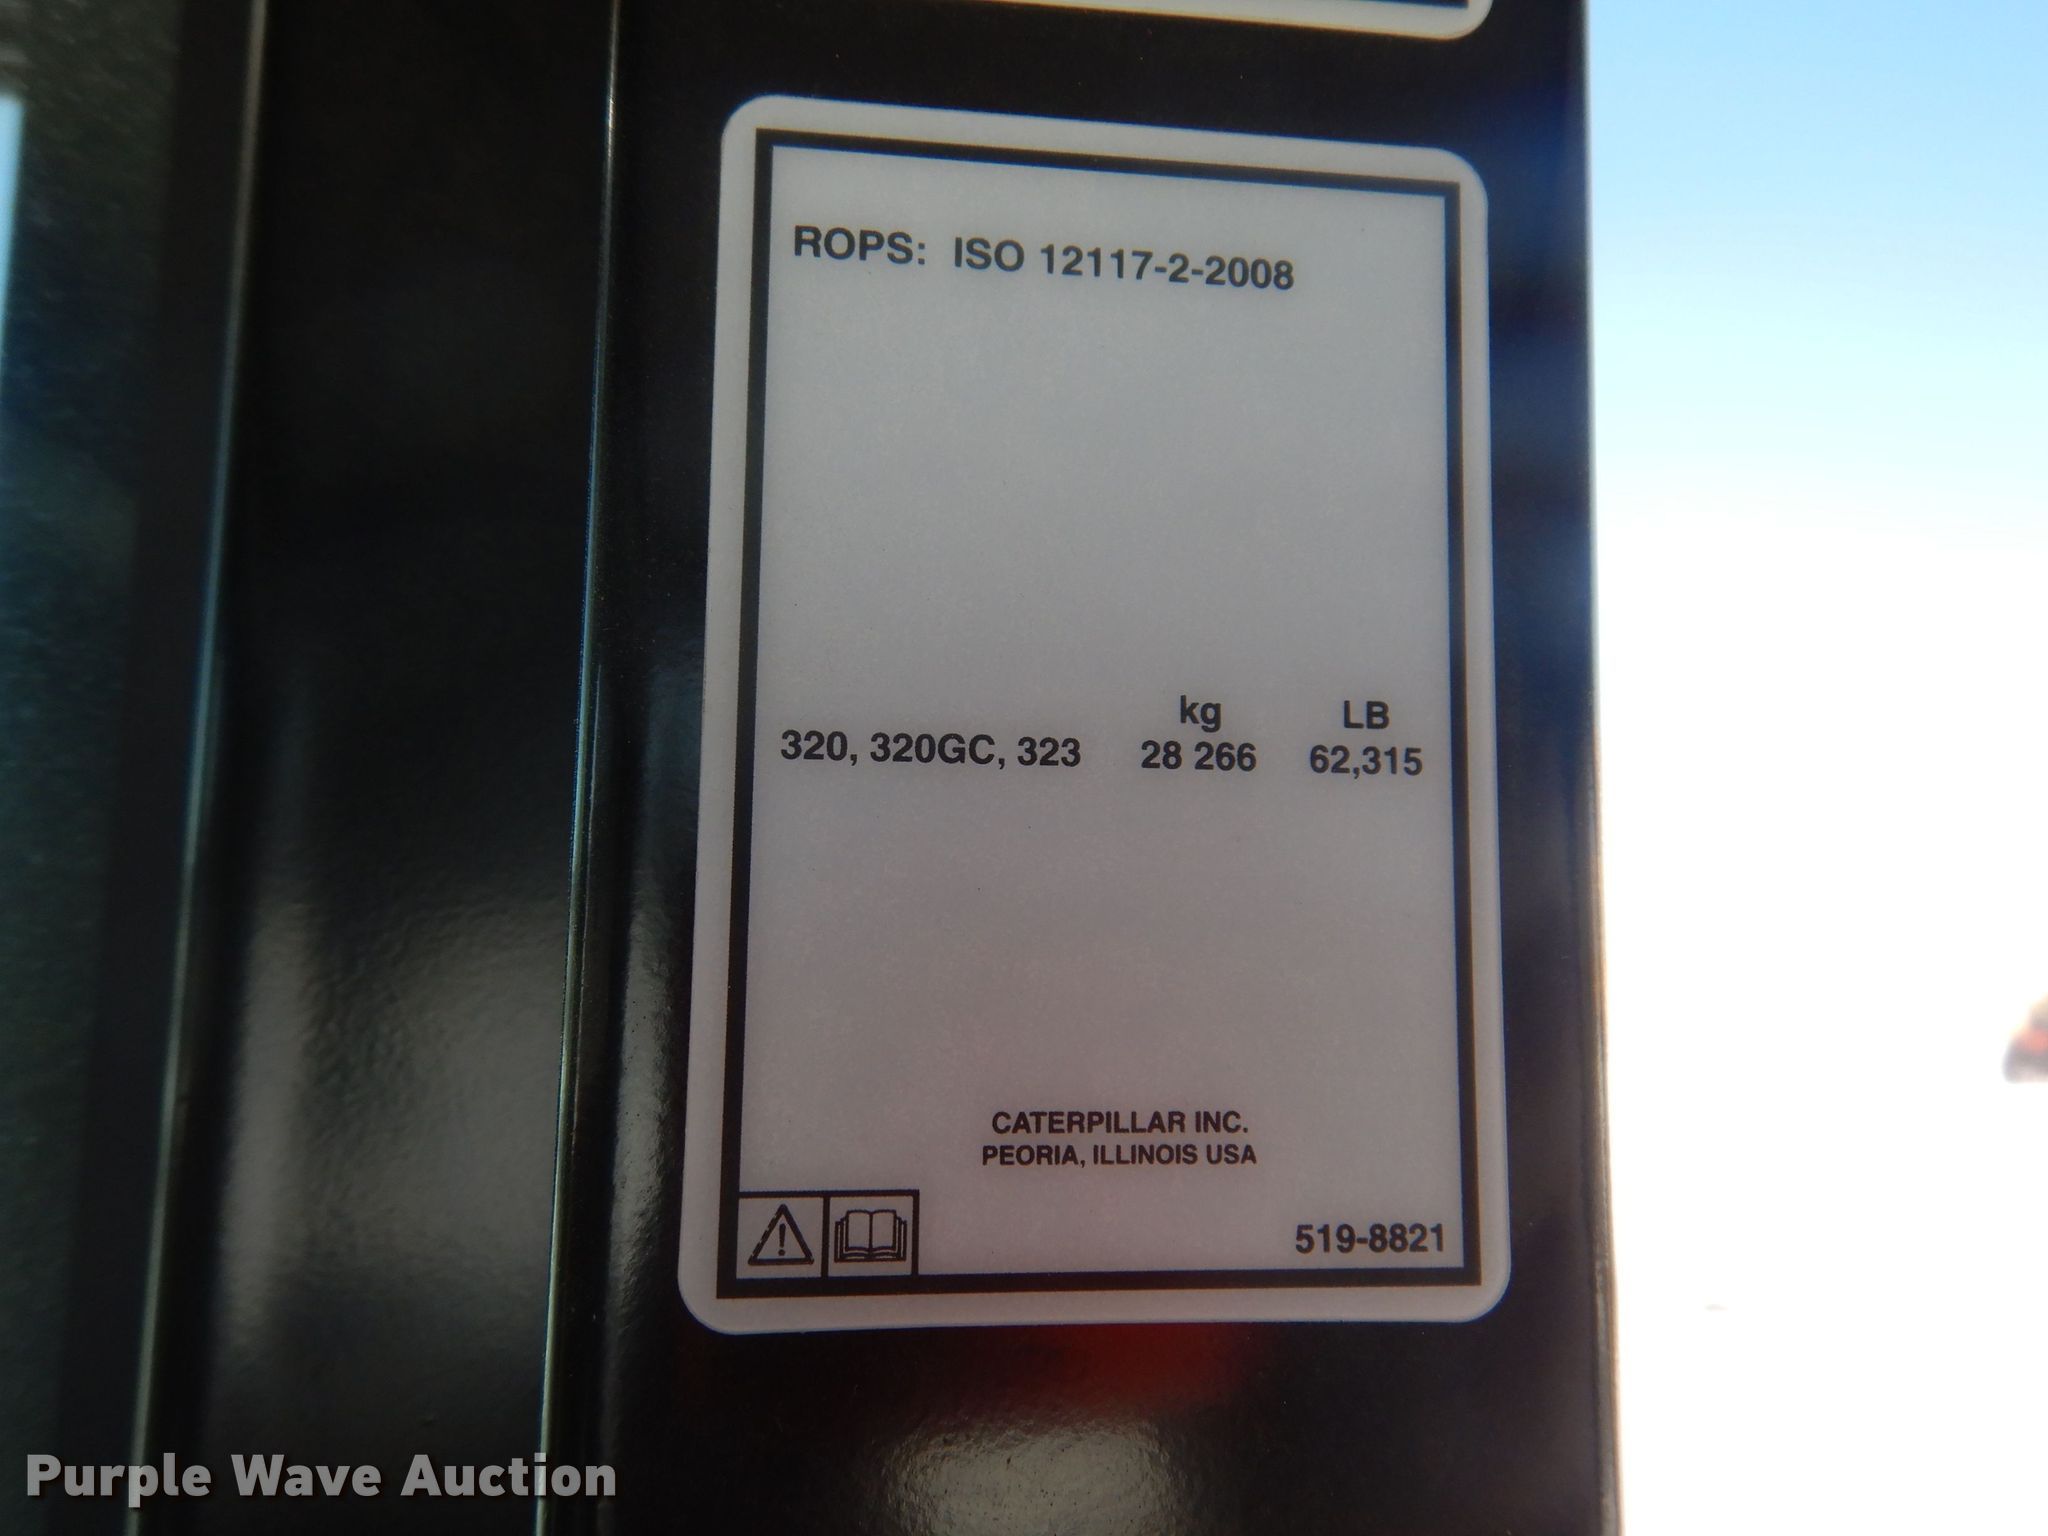 ROPS: ISO 12117-2-2008
kg LB
320, 320GC, 323 28 266 62,315
CATERPILLAR INC.
PEORIA, ILLINOIS USA
519-8821
Purple Wave Auction